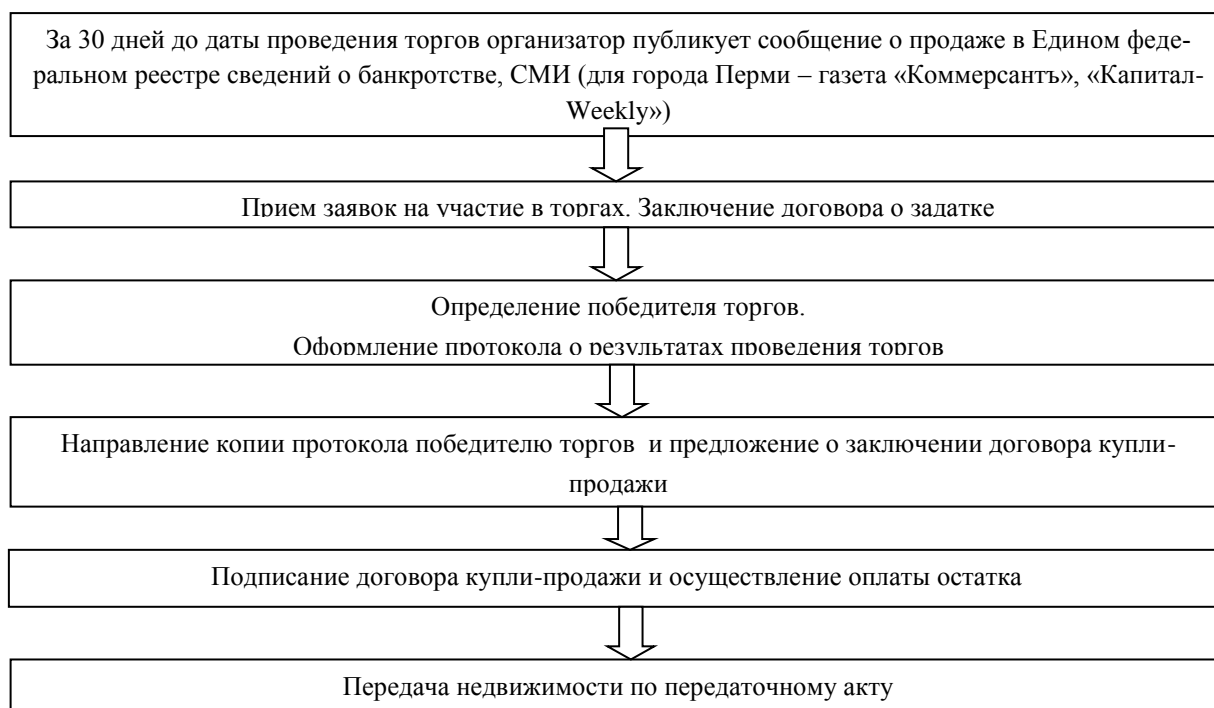 За 30 дней до даты проведения торгов организатор публикует сообщение о продаже в Едином феде-
ральном реестре сведений о банкротстве, СМИ (для города Перми – газета «Коммерсантъ», «Капитал-
Weekly»)
Прием заявок на участие в торгах. Заключение договора о задатке
Определение победителя торгов.
Оформление протокола о результатах проведения торгов
Направление копии протокола победителю торгов  и предложение о заключении договора купли-
продажи
Подписание договора купли-продажи и осуществление оплаты остатка
Передача недвижимости по передаточному акту